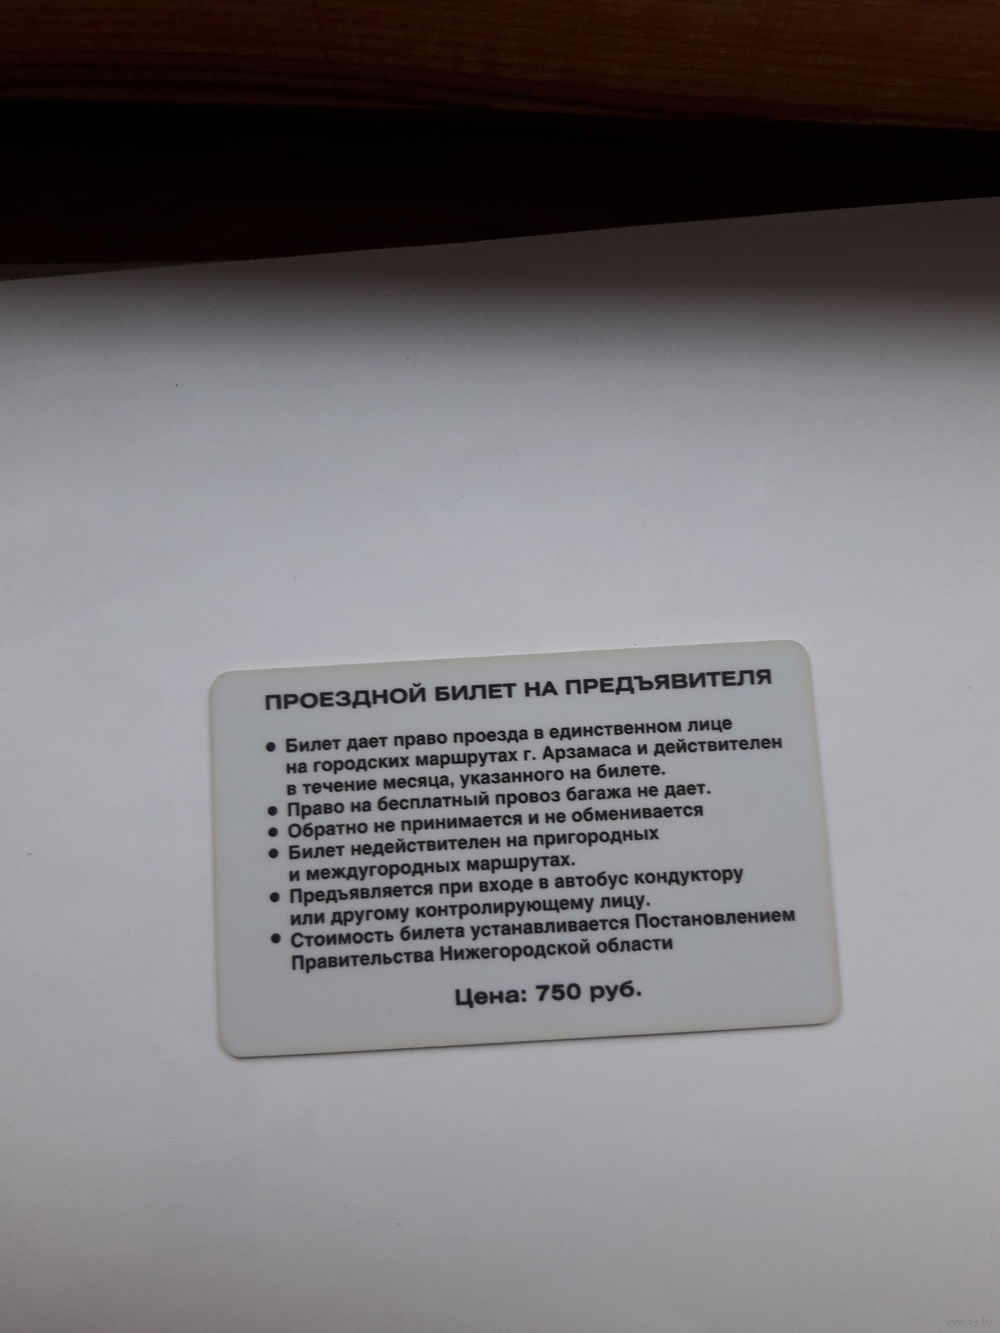 ПРОЕЗДНОЙ БИЛЕТ НА ПРЕДЪЯВИТЕЛЯ
● Билет дает право проезда в единственном лице
на городских маршрутах г. Арзамаса и действителен
в течение месяца, указанного на билете.
● Право на бесплатный провоз багажа не дает.
● Обратно не принимается и не обменивается
● Билет недействителен на пригородных
и междугородных маршрутах.
● Предъявляется при входе в автобус кондуктору
или другому контролирующему лицу.
● Стоимость билета устанавливается Постановлением
Правительства Нижегородской области
Цена: 750 руб.
www.ay.by